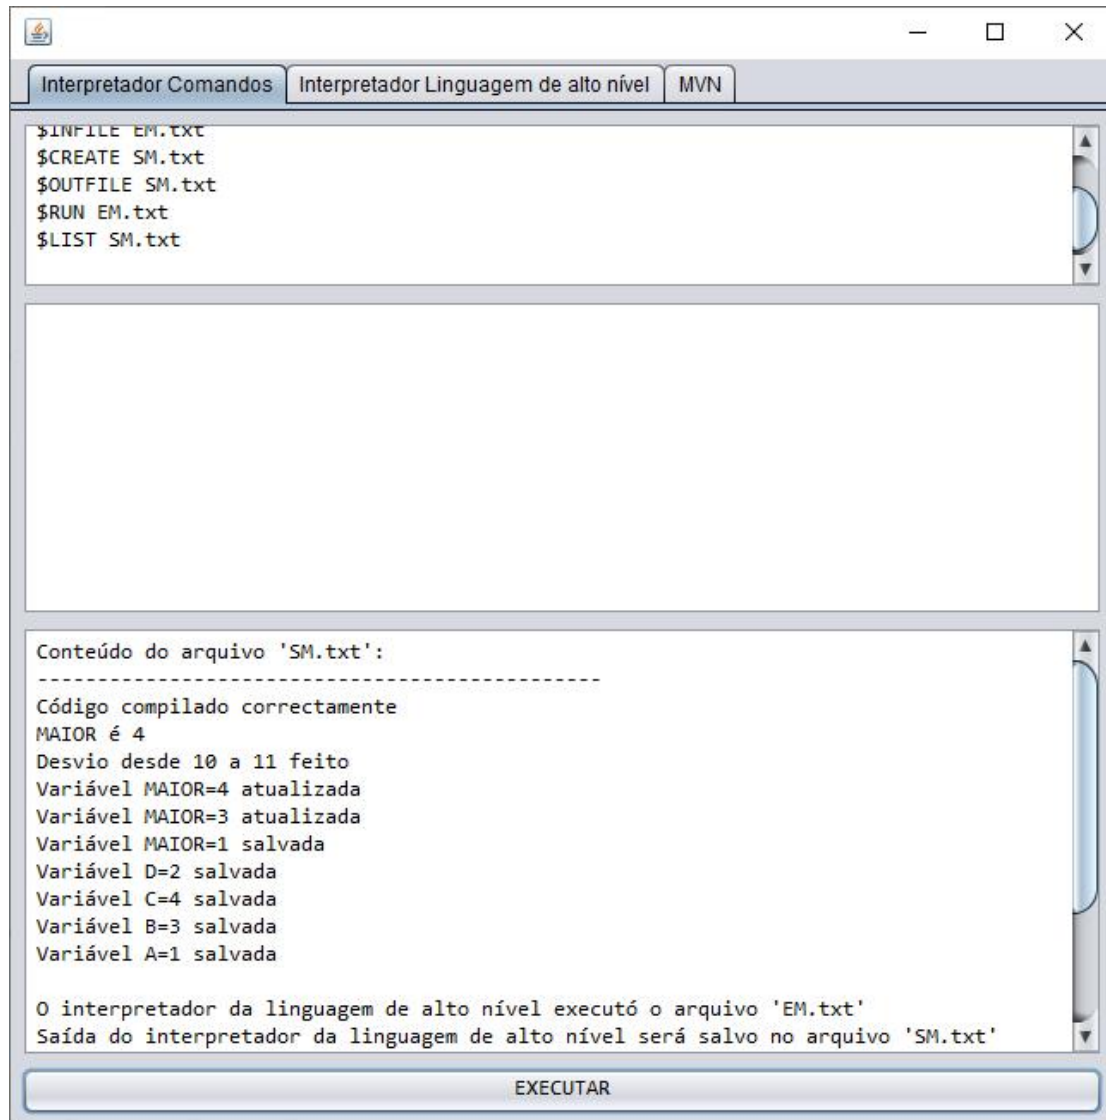 Interpretador Comandos
Interpretador Linguagem de alto nível
MVN
$INFILE EM.txt
$CREATE SM.txt
$OUTFILE SM.txt
$RUN EM.txt
$LIST SM.txt
Conteúdo do arquivo 'SM.txt':
-----------------------------------------------
Código compilado correctamente
MAIOR é 4
Desvio desde 10 a 11 feito
Variável MAIOR=4 atualizada
Variável MAIOR=3 atualizada
Variável MAIOR=1 salvada
Variável D=2 salvada
Variável C=4 salvada
Variável B=3 salvada
Variável A=1 salvada
O interpretador da linguagem de alto nível executó o arquivo 'EM.txt'
Saída do interpretador da linguagem de alto nível será salvo no arquivo 'SM.txt'
EXECUTAR